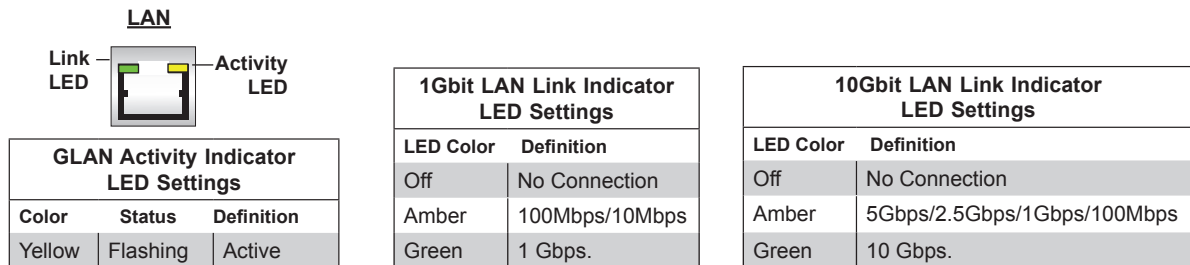 LAN
Link
LED
Activity
LED
GLAN Activity Indicator
LED Settings
Color Status Definition
Yellow Flashing Active
1Gbit LAN Link Indicator
LED Settings
LED Color Definition
Off No Connection
Amber 100Mbps/10Mbps
Green 1 Gbps.
10Gbit LAN Link Indicator
LED Settings
LED Color Definition
Off No Connection
Amber 5Gbps/2.5Gbps/1Gbps/100Mbps
Green 10 Gbps.